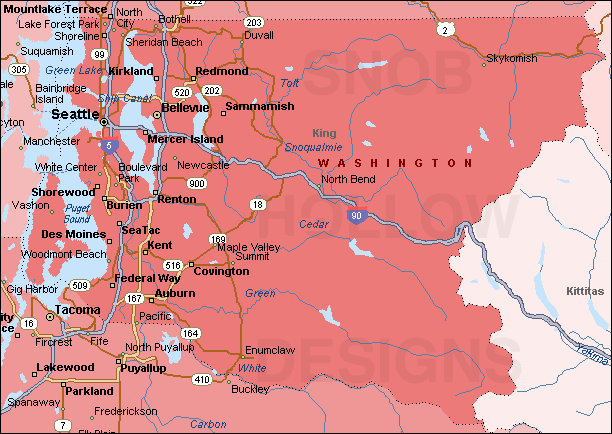 Mountlake Terrace
North
City
522
Bothell
203
2
Lake Forest Park
Shoreline
Sheridan Beach
Duvall
SNOB
Suquamish
99
Skykomish
305
Green Lake
Kirkland
Redmond
Tolt
Bainbridge
Island
Ship Canal
520
202
Bellevue
Sammamish
Seattle
King
Mercer Island
Snoqualmie
Manchester
5
WASHINGTON
White Center
Boulevard
Park
Newcastle
North Bend
900
Shorewood
Renton
HOLLOW
Vashon
Puget
Sound
Burien
18
90
SeaTac
Cedar
Des Moines
169
Kent
Maple Valley
Woodmont Beach
516
Covington
Summit
Gig Harbor
509
Federal Way
Kittitas
167
Auburn
Green
Tacoma
Pacific
16
164
Fircrest
Fife
North Puyallup
Enumclaw
DESIGNS
Yakima
Lakewood
Puyallup
White
410
Parkland
Buckley
Spanaway
Frederickson
7
Carbon